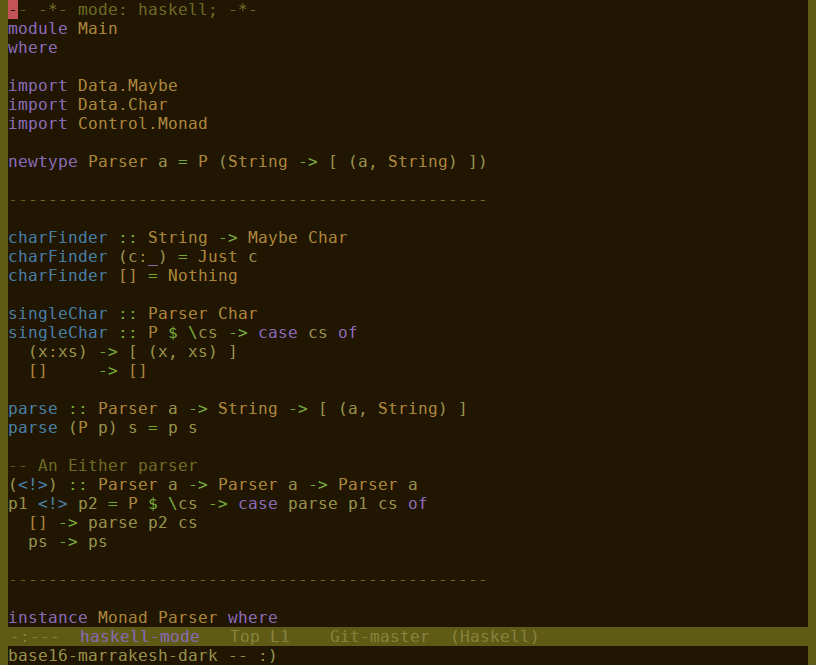 -- -*- mode: haskell; -*-
module Main
where

import Data.Maybe
import Data.Char
import Control.Monad

newtype Parser a = P (String -> [ (a, String) ])

------------------------------------------------

charFinder :: String -> Maybe Char
charFinder (c:_) = Just c
charFinder [] = Nothing

singleChar :: Parser Char
singleChar :: P $ \cs -> case cs of
  (x:xs) -> [ (x, xs) ]
  []     -> []

parse :: Parser a -> String -> [ (a, String) ]
parse (P p) s = p s

-- An Either parser
(<!>) :: Parser a -> Parser a -> Parser a
p1 <!> p2 = P $ \cs -> case parse p1 cs of
  [] -> parse p2 cs
  ps -> ps

------------------------------------------------

instance Monad Parser where
-:---  haskell-mode   Top L1    Git-master  (Haskell)
base16-marrakesh-dark -- :)